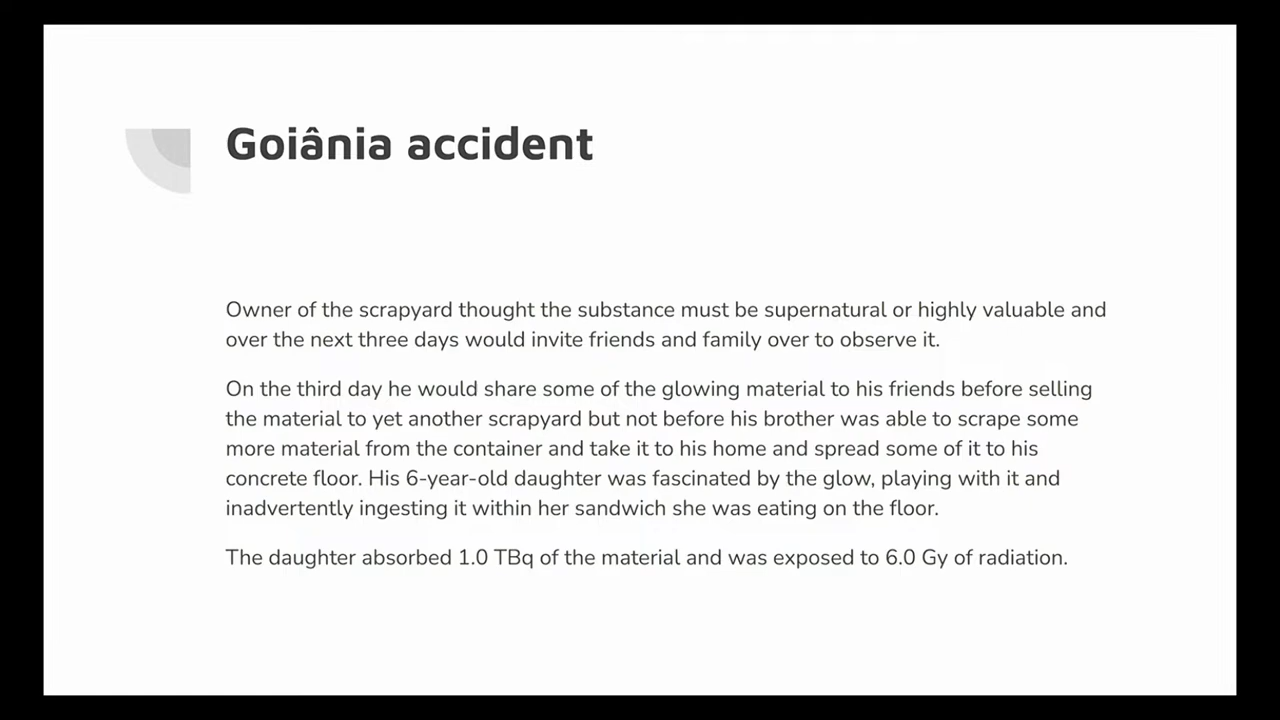 Goiânia accident
Owner of the scrapyard thought the substance must be supernatural or highly valuable and
over the next three days would invite friends and family over to observe it.
On the third day he would share some of the glowing material to his friends before selling
the material to yet another scrapyard but not before his brother was able to scrape some
more material from the container and take it to his home and spread some of it to his
concrete floor. His 6-year-old daughter was fascinated by the glow, playing with it and
inadvertently ingesting it within her sandwich she was eating on the floor.
The daughter absorbed 1.0 TBq of the material and was exposed to 6.0 Gy of radiation.